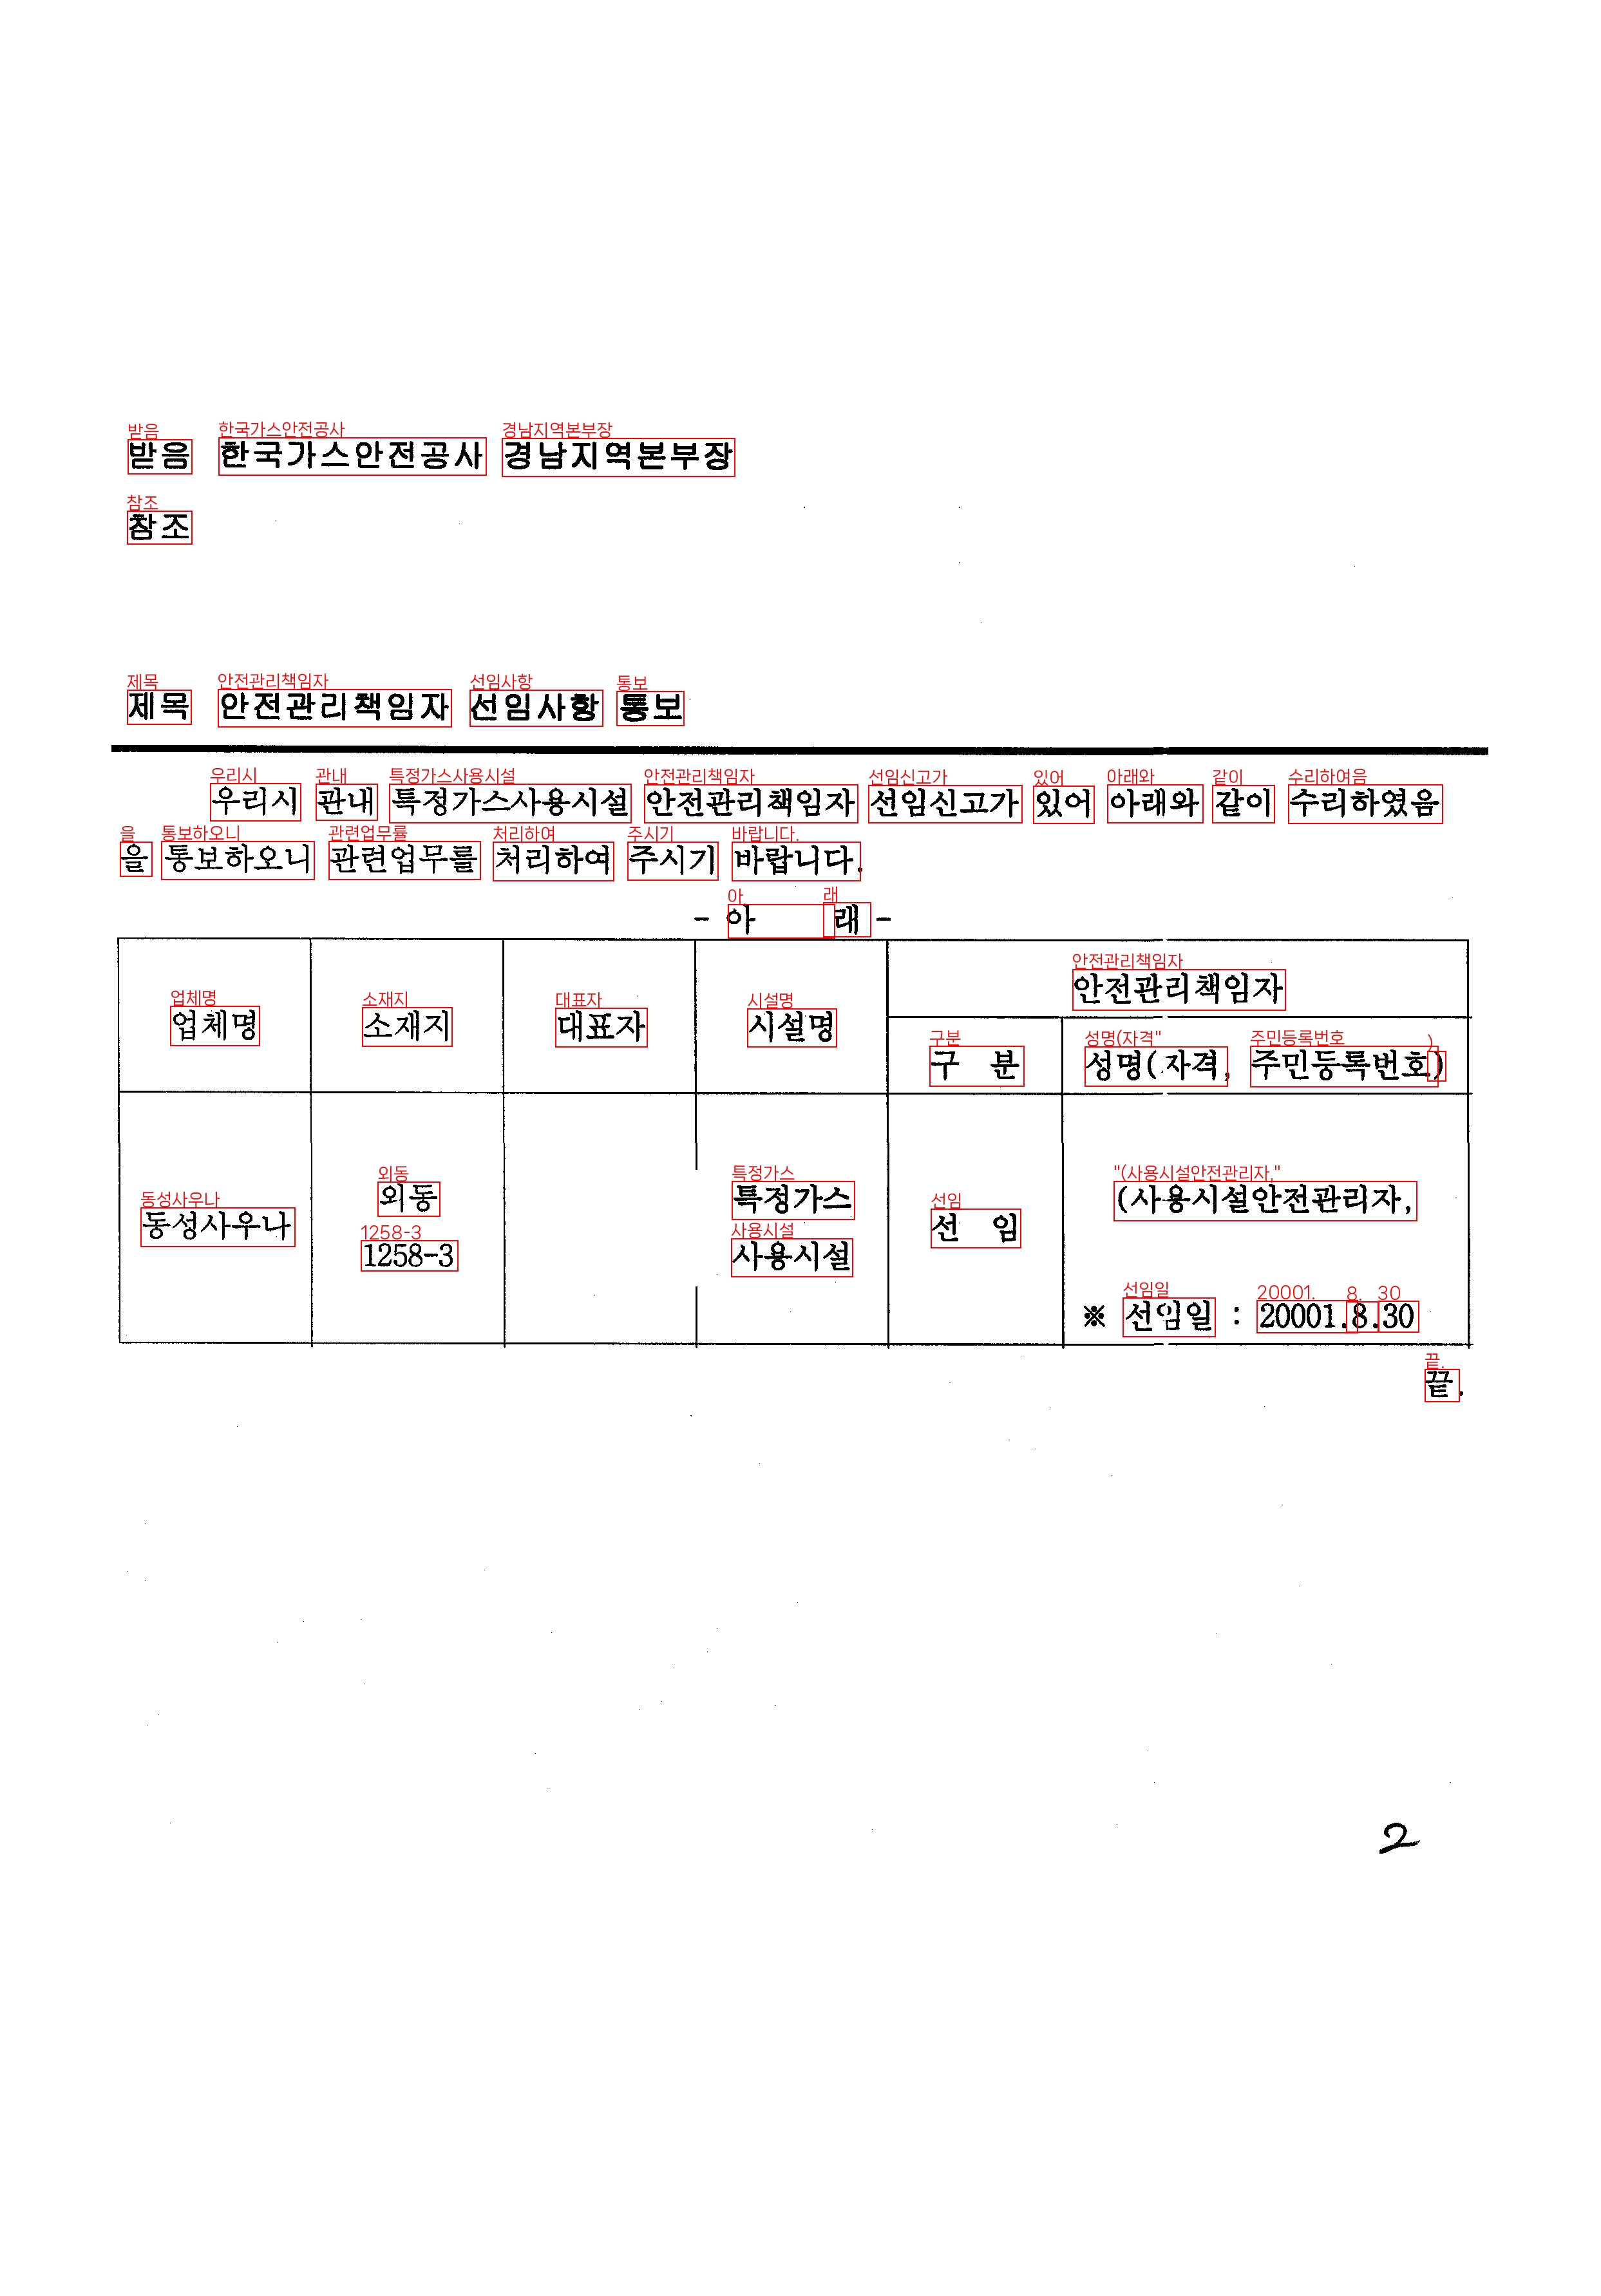 받음 한국가스안전공사 경남지역본부장
참조
제목 안전관리책임자 선임사항 통보
우리시 관내 특정가스사용시설 안전관리책임자 선임신고가 있어 아래와 같이 수리하였음
을 통보하오니 관련업무를 처리하여 주시기 바랍니다.
- 아 래 -
업체명 소재지 대표자 시설명 안전관리책임자
구 분 성명(자격, 주민등록번호)
동성사우나 외동 1258-3 특정가스 사용시설 선 임 (사용시설안전관리자,
※ 선임일 : 20001.8.30
끝.
2